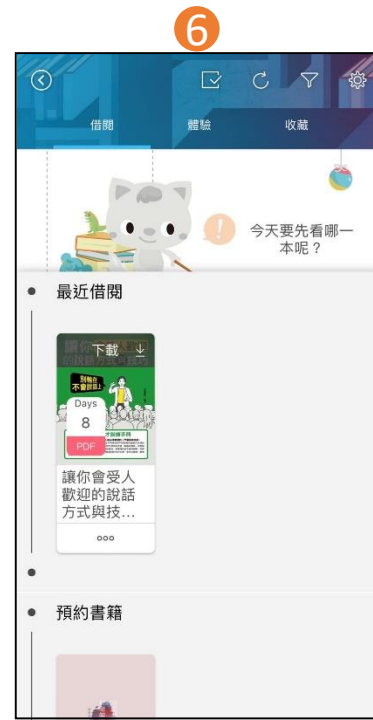 6
借閱
體驗
收藏
今天要先看哪一
本呢？
最近借閱
下載
別輸在
不會說話上
Days
8
PDF
讓你會受人
歡迎的說話
方式與技...
預約書籍